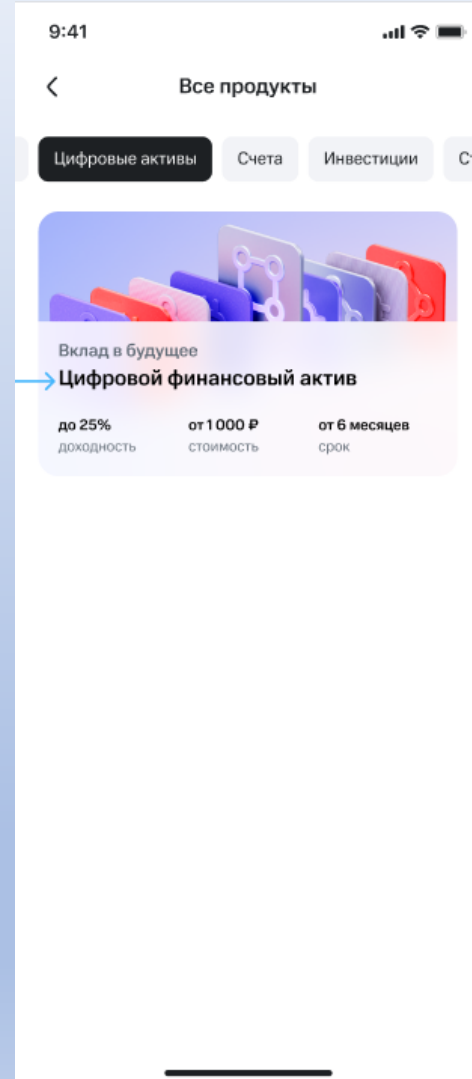 9:41
Все продукты
Цифровые активы Счета Инвестиции
Вклад в будущее
Цифровой финансовый актив
до 25% от 1 000 ₽ от 6 месяцев
доходность стоимость срок